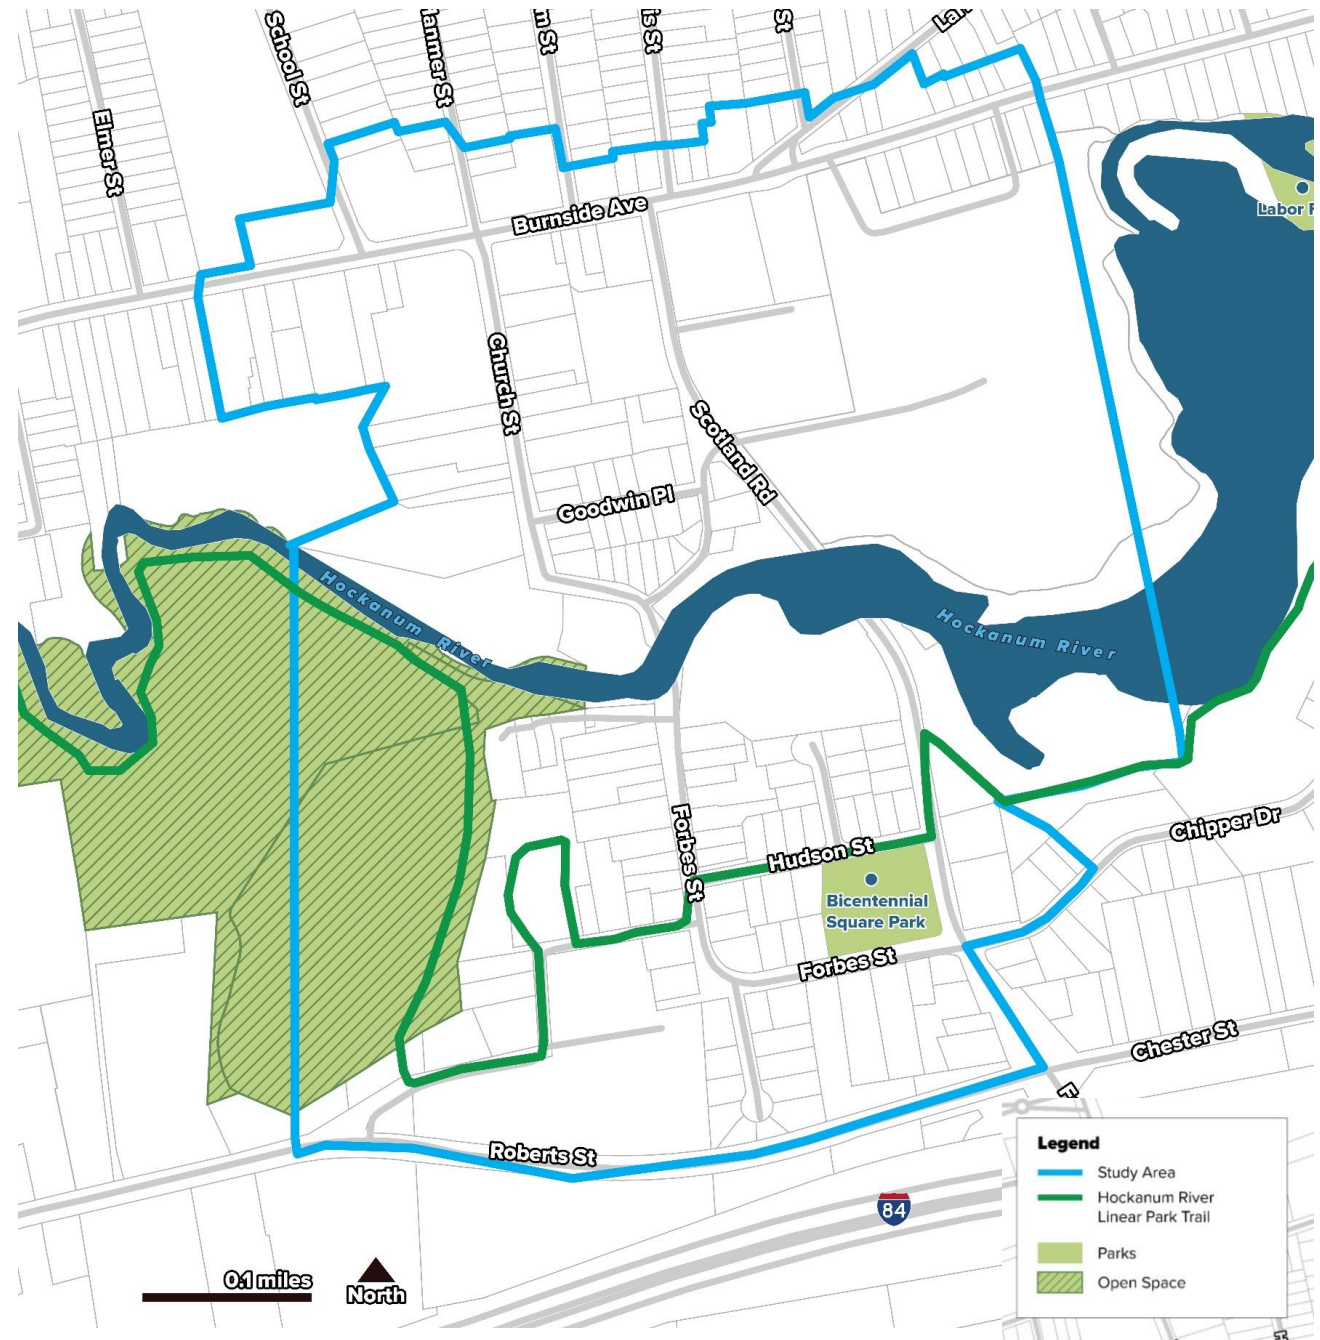 School St
Elmer St
St
St
Burnside Ave
Labor
Church St
Scotland Rd
Goodwin Pl
Hockanum River
Hockanum River
Forbes St
Hudson St
Chipper Dr
Bicentennial
Square Park
Forbes St
Chester St
Roberts St
84
0.1 miles
North
Legend
Study Area
Hockanum River
Linear Park Trail
Parks
Open Space